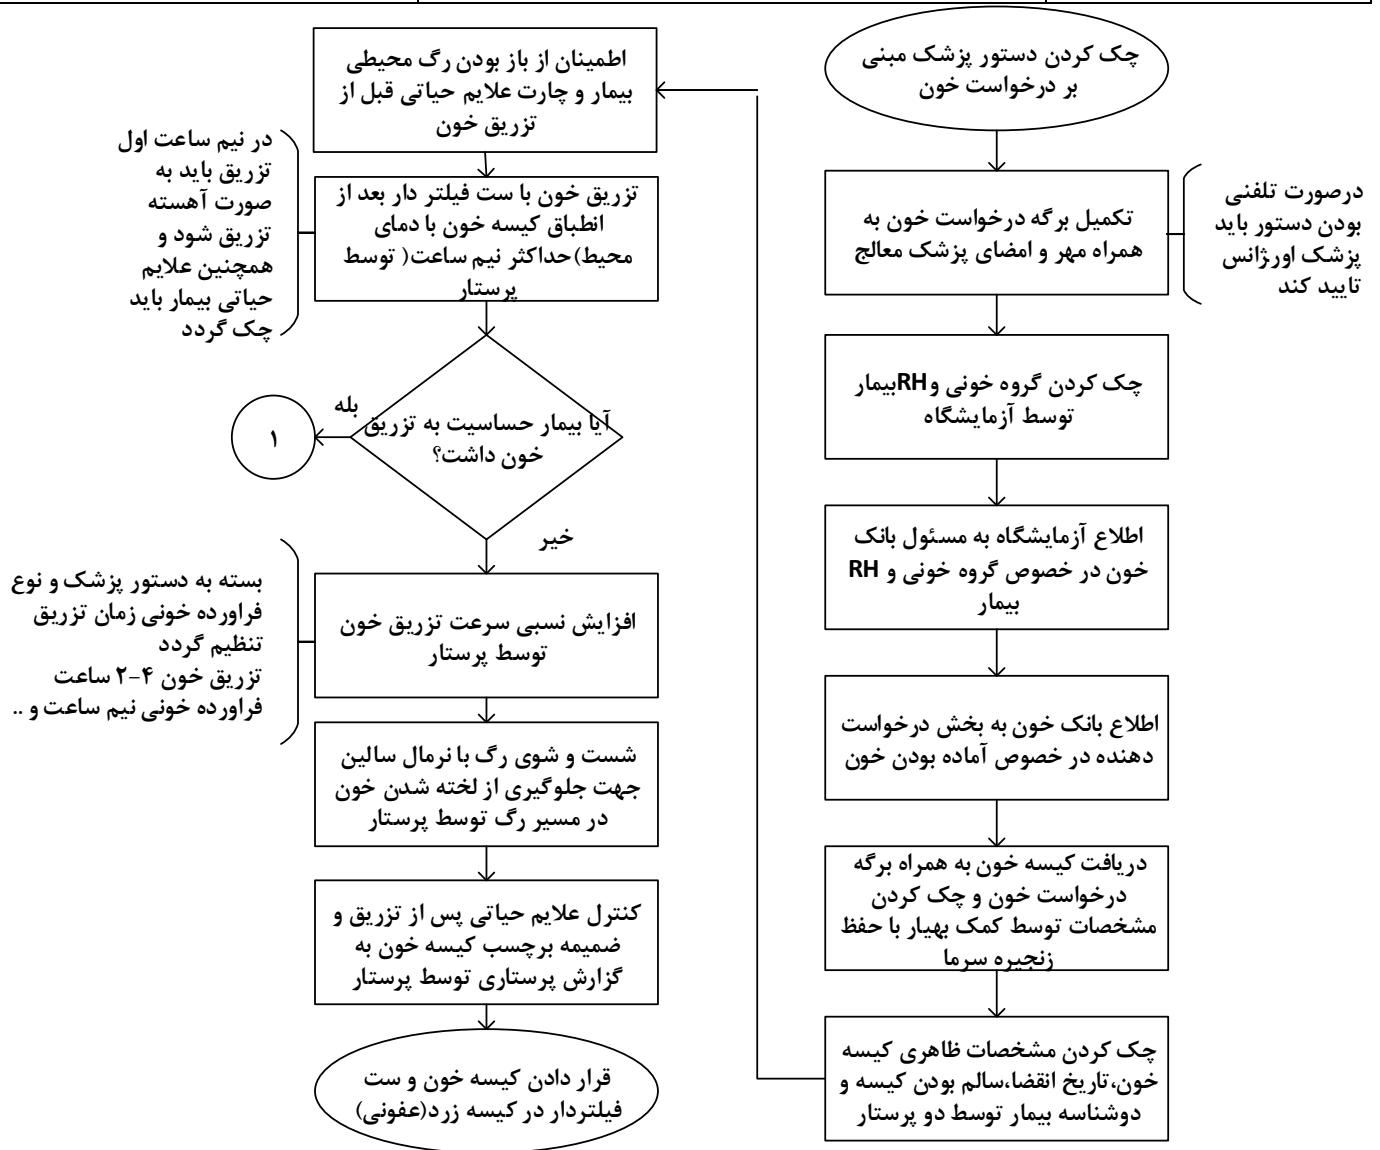 چک کردن دستور پزشک مبنی
بر درخواست خون
تکمیل برگه درخواست خون به
همراه مهر و امضای پزشک معالج
درصورت تلفنی
بودن دستور باید
پزشک اورژانس
تایید کند
چک کردن گروه خونی وRHبیمار
توسط آزمایشگاه
اطلاع آزمایشگاه به مسئول بانک
خون در خصوص گروه خونی و RH
بیمار
اطلاع بانک خون به بخش درخواست
دهنده در خصوص آماده بودن خون
دریافت کیسه خون به همراه برگه
درخواست خون و چک کردن
مشخصات توسط کمک بهیار با حفظ
زنجیره سرما
چک کردن مشخصات ظاهری کیسه
خون،تاریخ انقضا،سالم بودن کیسه و
دوشناسه بیمار توسط دو پرستار
اطمینان از باز بودن رگ محیطی
بیمار و چارت علایم حیاتی قبل از
تزریق خون
تزریق خون با ست فیلتر دار بعد از
انطباق کیسه خون با دمای
محیط)حداکثر نیم ساعت( توسط
پرستار
در نیم ساعت اول
تزریق باید به
صورت آهسته
تزریق شود و
همچنین علایم
حیاتی بیمار باید
چک گردد
آیا بیمار حساسیت به تزریق
خون داشت؟
بله
۱
خیر
افزایش نسبی سرعت تزریق خون
توسط پرستار
بسته به دستور پزشک و نوع
فراورده خونی زمان تزریق
تنظیم گردد
تزریق خون ۴-۲ ساعت
فراورده خونی نیم ساعت و ..
شست و شوی رگ با نرمال سالین
جهت جلوگیری از لخته شدن خون
در مسیر رگ توسط پرستار
کنترل علایم حیاتی پس از تزریق و
ضمیمه برچسب کیسه خون به
گزارش پرستاری توسط پرستار
قرار دادن کیسه خون و ست
فیلتردار در کیسه زرد(عفونی)